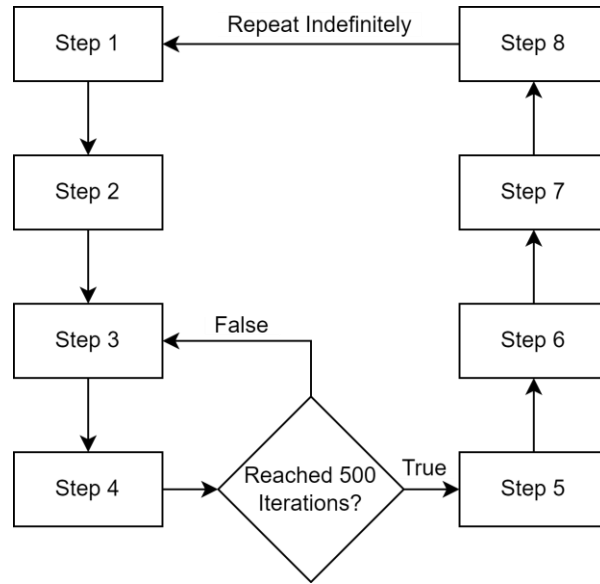 Step 1
Repeat Indefinitely
Step 8
Step 2
Step 7
Step 3
False
Step 6
Step 4
Reached 500
Iterations?
True
Step 5